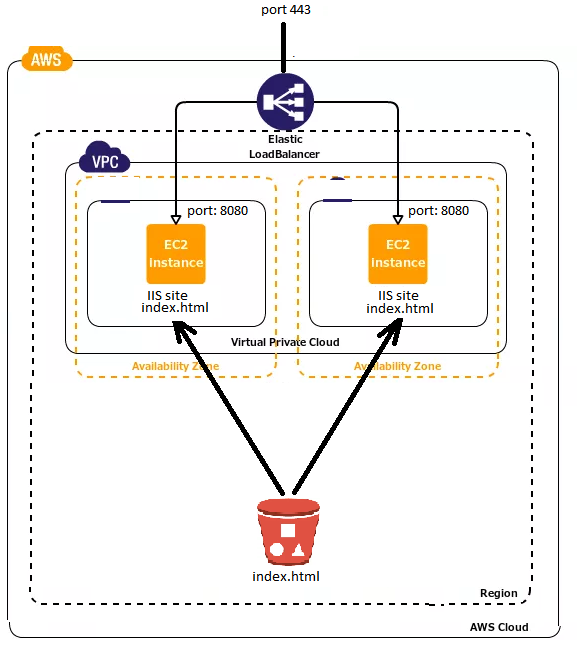 port 443
AWS
Elastic
LoadBalancer
VPC
port: 8080
port: 8080
EC2
Instance
EC2
Instance
IIS site
index.html
IIS site
index.html
Virtual Private Cloud
Availability Zone
Availability Zone
index.html
Region
AWS Cloud